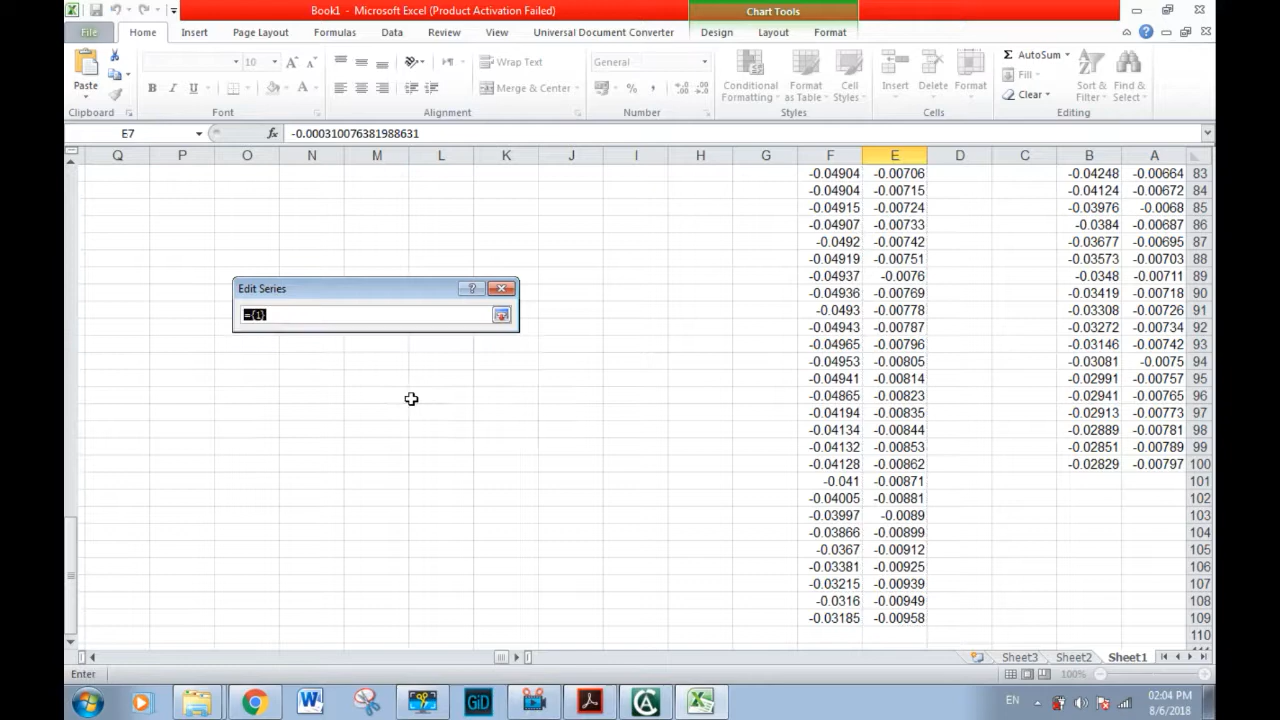 Book1 - Microsoft Excel (Product Activation Failed)
Chart Tools
File Home Insert Page Layout Formulas Data Review View Universal Document Converter Design Layout Format
Paste
10
Wrap Text
General
Merge & Center
Conditional Formatting
Format as Table
Cell Styles
Insert
Delete
Format
AutoSum
Fill
Clear
Sort & Filter
Find & Select
Clipboard Font Alignment Number Styles Cells Editing
E7 fx -0.000310076381988631
Q P O N M L K J I H G F E D C B A
-0.04904 -0.00706 -0.04248 -0.00664 83
-0.04904 -0.00715 -0.04124 -0.00672 84
-0.04915 -0.00724 -0.03976 -0.0068 85
-0.04907 -0.00733 -0.0384 -0.00687 86
-0.0492 -0.00742 -0.03677 -0.00695 87
-0.04919 -0.00751 -0.03573 -0.00703 88
-0.04937 -0.0076 -0.0348 -0.00711 89
-0.04936 -0.00769 -0.03419 -0.00718 90
-0.0493 -0.00778 -0.03308 -0.00726 91
-0.04943 -0.00787 -0.03272 -0.00734 92
-0.04965 -0.00796 -0.03146 -0.00742 93
-0.04953 -0.00805 -0.03081 -0.0075 94
-0.04941 -0.00814 -0.02991 -0.00757 95
-0.04865 -0.00823 -0.02941 -0.00765 96
-0.04194 -0.00835 -0.02913 -0.00773 97
-0.04134 -0.00844 -0.02889 -0.00781 98
-0.04132 -0.00853 -0.02851 -0.00789 99
-0.04128 -0.00862 -0.02829 -0.00797 100
-0.041 -0.00871 101
-0.04005 -0.00881 102
-0.03997 -0.0089 103
-0.03866 -0.00899 104
-0.0367 -0.00912 105
-0.03381 -0.00925 106
-0.03215 -0.00939 107
-0.0316 -0.00949 108
-0.03185 -0.00958 109
110
Edit Series
={1}
Sheet3 Sheet2 Sheet1
Enter
100%
GiD
EN
02:04 PM
8/6/2018